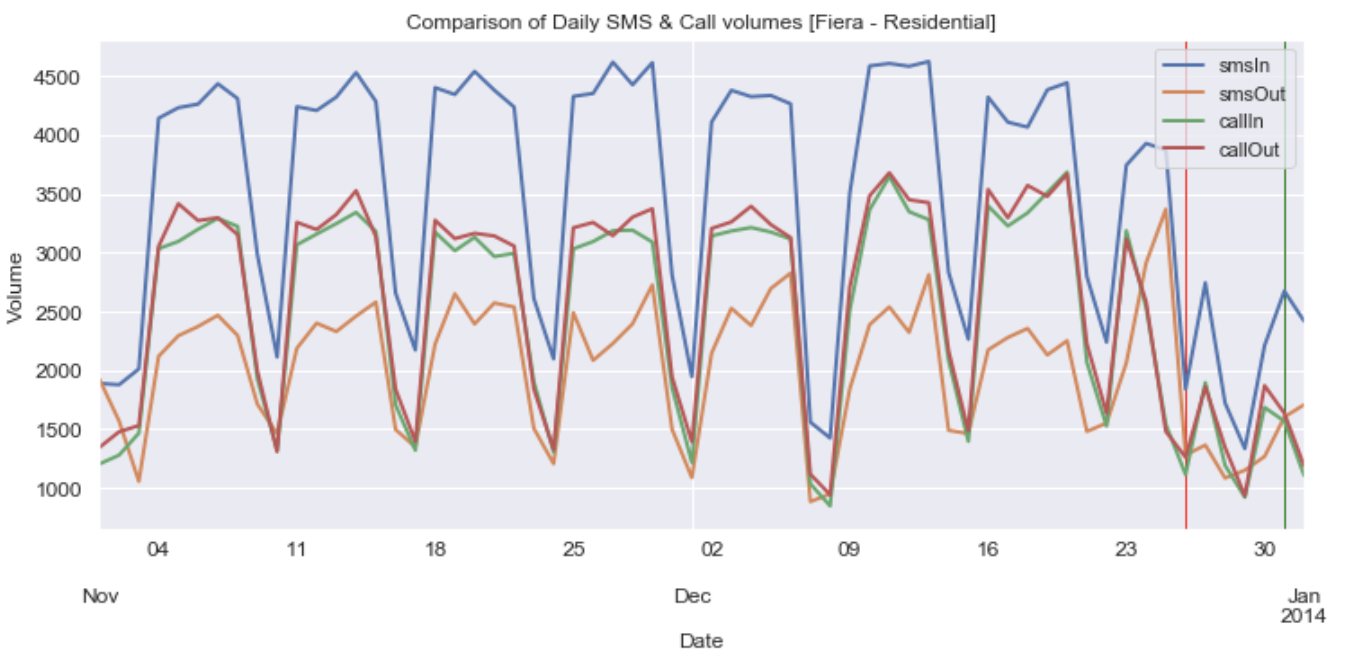 Comparison of Daily SMS & Call volumes [Fiera - Residential]
4500
4000
3500
3000
2500
2000
1500
1000
Volume
smsIn
smsOut
callIn
callOut
04 11 18 25 02 09 16 23 30
Nov Dec Jan
2014
Date